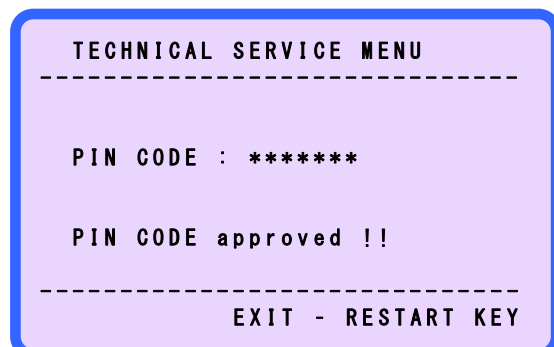 TECHNICAL SERVICE MENU
------------------------------
PIN CODE : *******
PIN CODE approved !!
------------------------------
EXIT - RESTART KEY